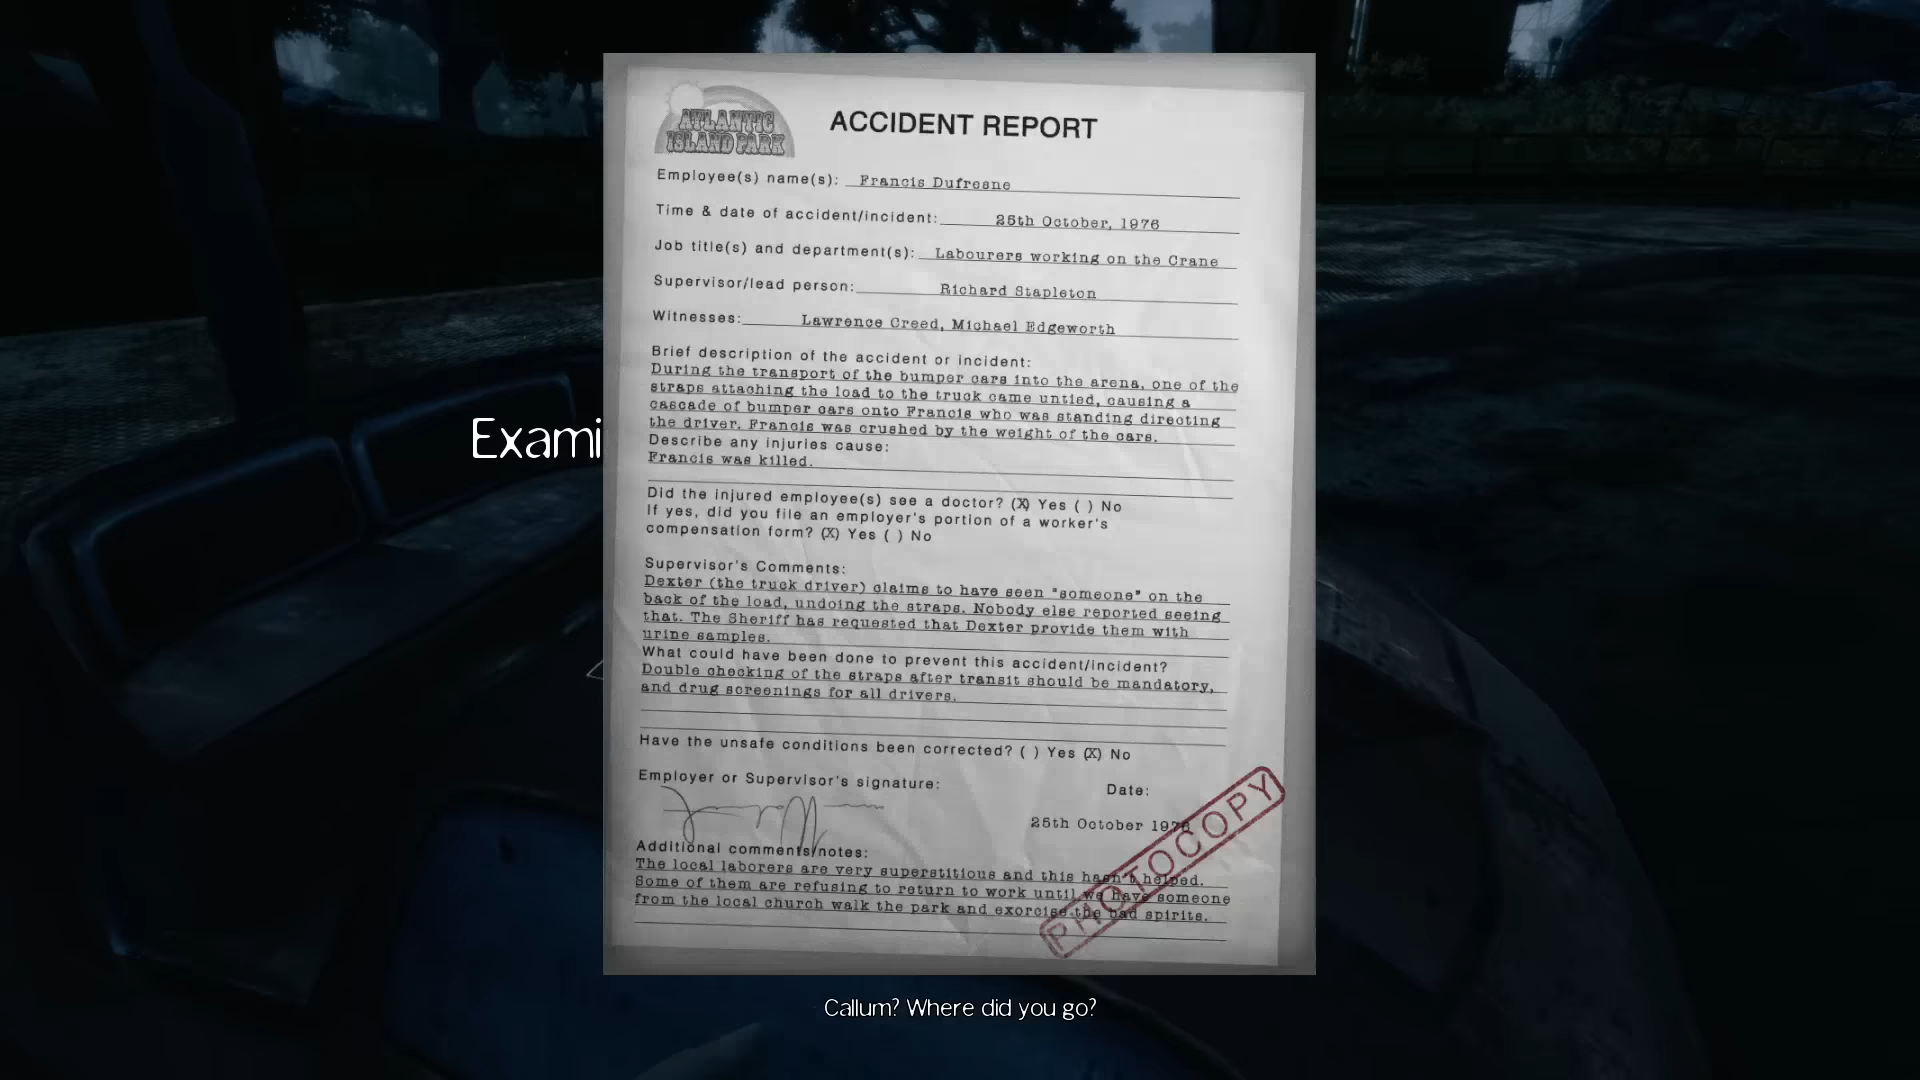 ATLANTIC
ISLAND PARK
ACCIDENT REPORT
Employee(s) name(s): Francis Dufresne
Time & date of accident/incident: 25th October, 1976
Job title(s) and department(s): Labourers working on the Crane
Supervisor/lead person: Richard Stapleton
Witnesses: Lawrence Creed, Michael Edgeworth
Brief description of the accident or incident:
During the transport of the bumper cars into the arena, one of the
straps attaching the load to the truck came untied, causing a
cascade of bumper cars onto Francis who was standing directing
the driver. Francis was crushed by the weight of the cars.
Describe any injuries cause:
Francis was killed.
Did the injured employee(s) see a doctor? (X) Yes ( ) No
If yes, did you file an employer's portion of a worker's
compensation form? (X) Yes ( ) No
Supervisor's Comments:
Dexter (the truck driver) claims to have seen "someone" on the
back of the load, undoing the straps. Nobody else reported seeing
that. The Sheriff has requested that Dexter provide them with
urine samples.
What could have been done to prevent this accident/incident?
Double checking of the straps after transit should be mandatory,
and drug screenings for all drivers.
Have the unsafe conditions been corrected? ( ) Yes (X) No
Employer or Supervisor's signature:
Date:
25th October 1976
Additional comments/notes:
The local laborers are very superstitious and this hasn't helped.
Some of them are refusing to return to work until we have someone
from the local church walk the park and exorcise the bad spirits.
PHOTOCOPY
Exami
Callum? Where did you go?